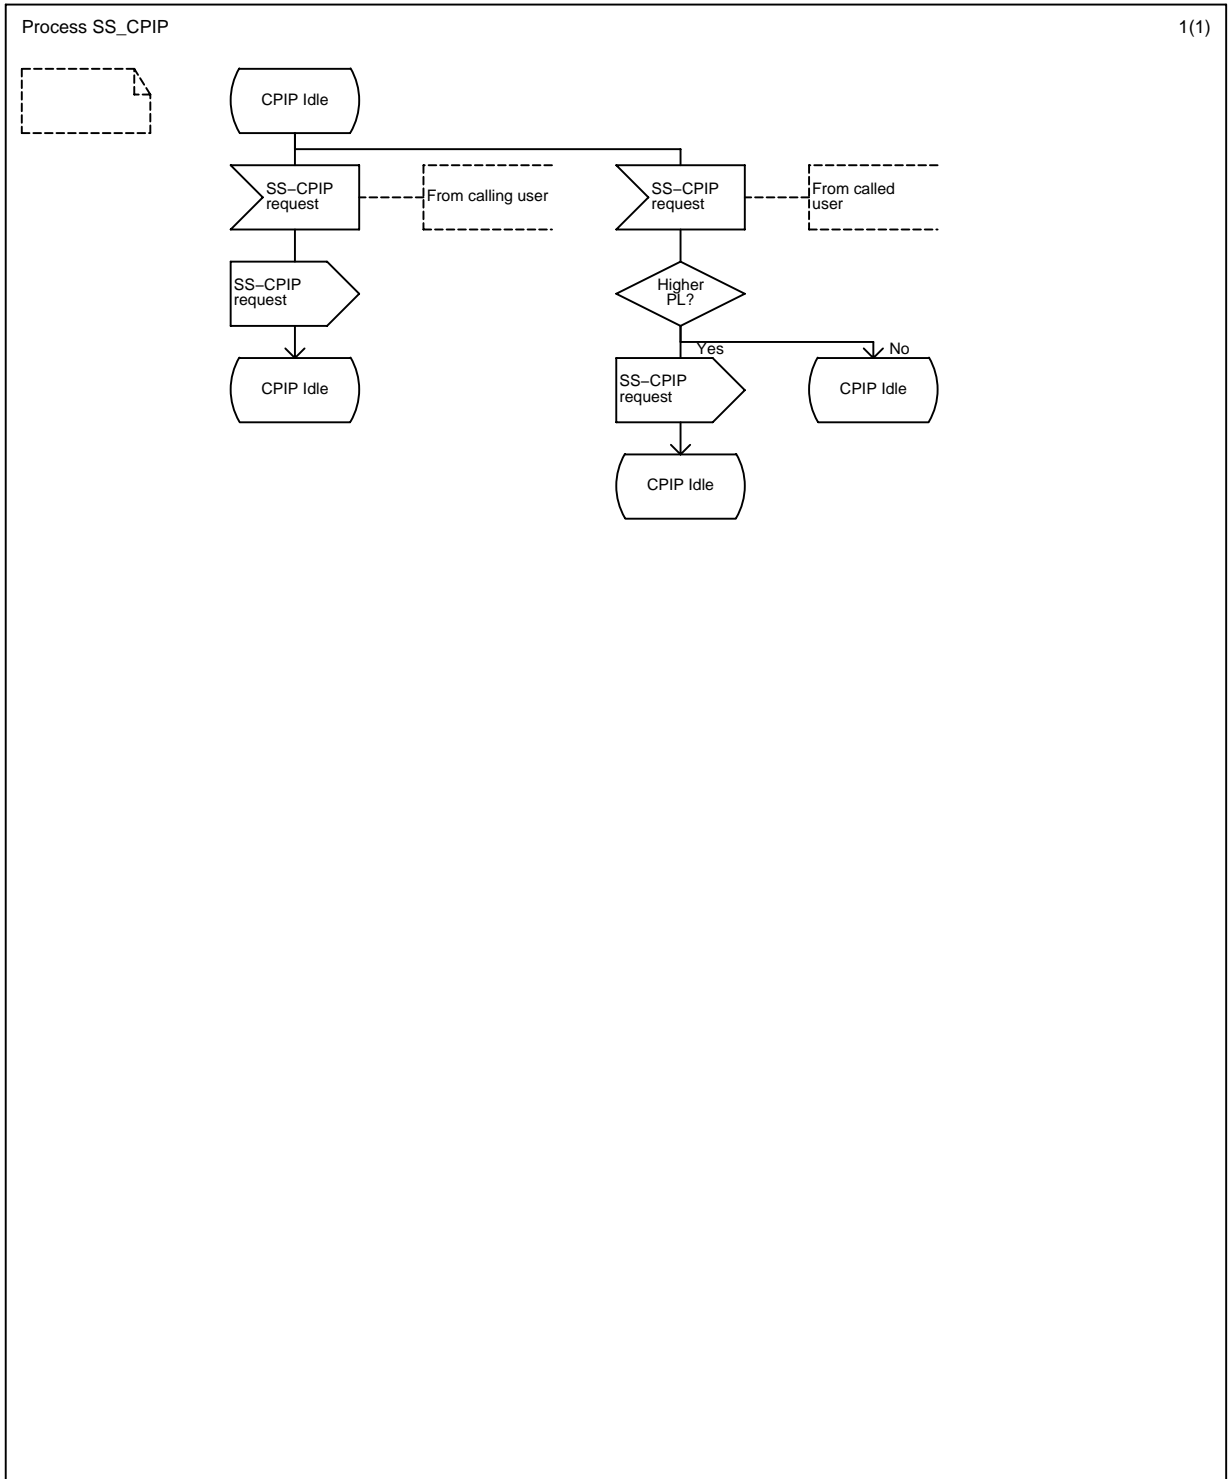 Process SS_CPIP
1(1)
CPIP Idle
SS–CPIP
request
From calling user
SS–CPIP
request
From called
user
SS–CPIP
request
Higher
PL?
Yes
No
CPIP Idle
SS–CPIP
request
CPIP Idle
CPIP Idle